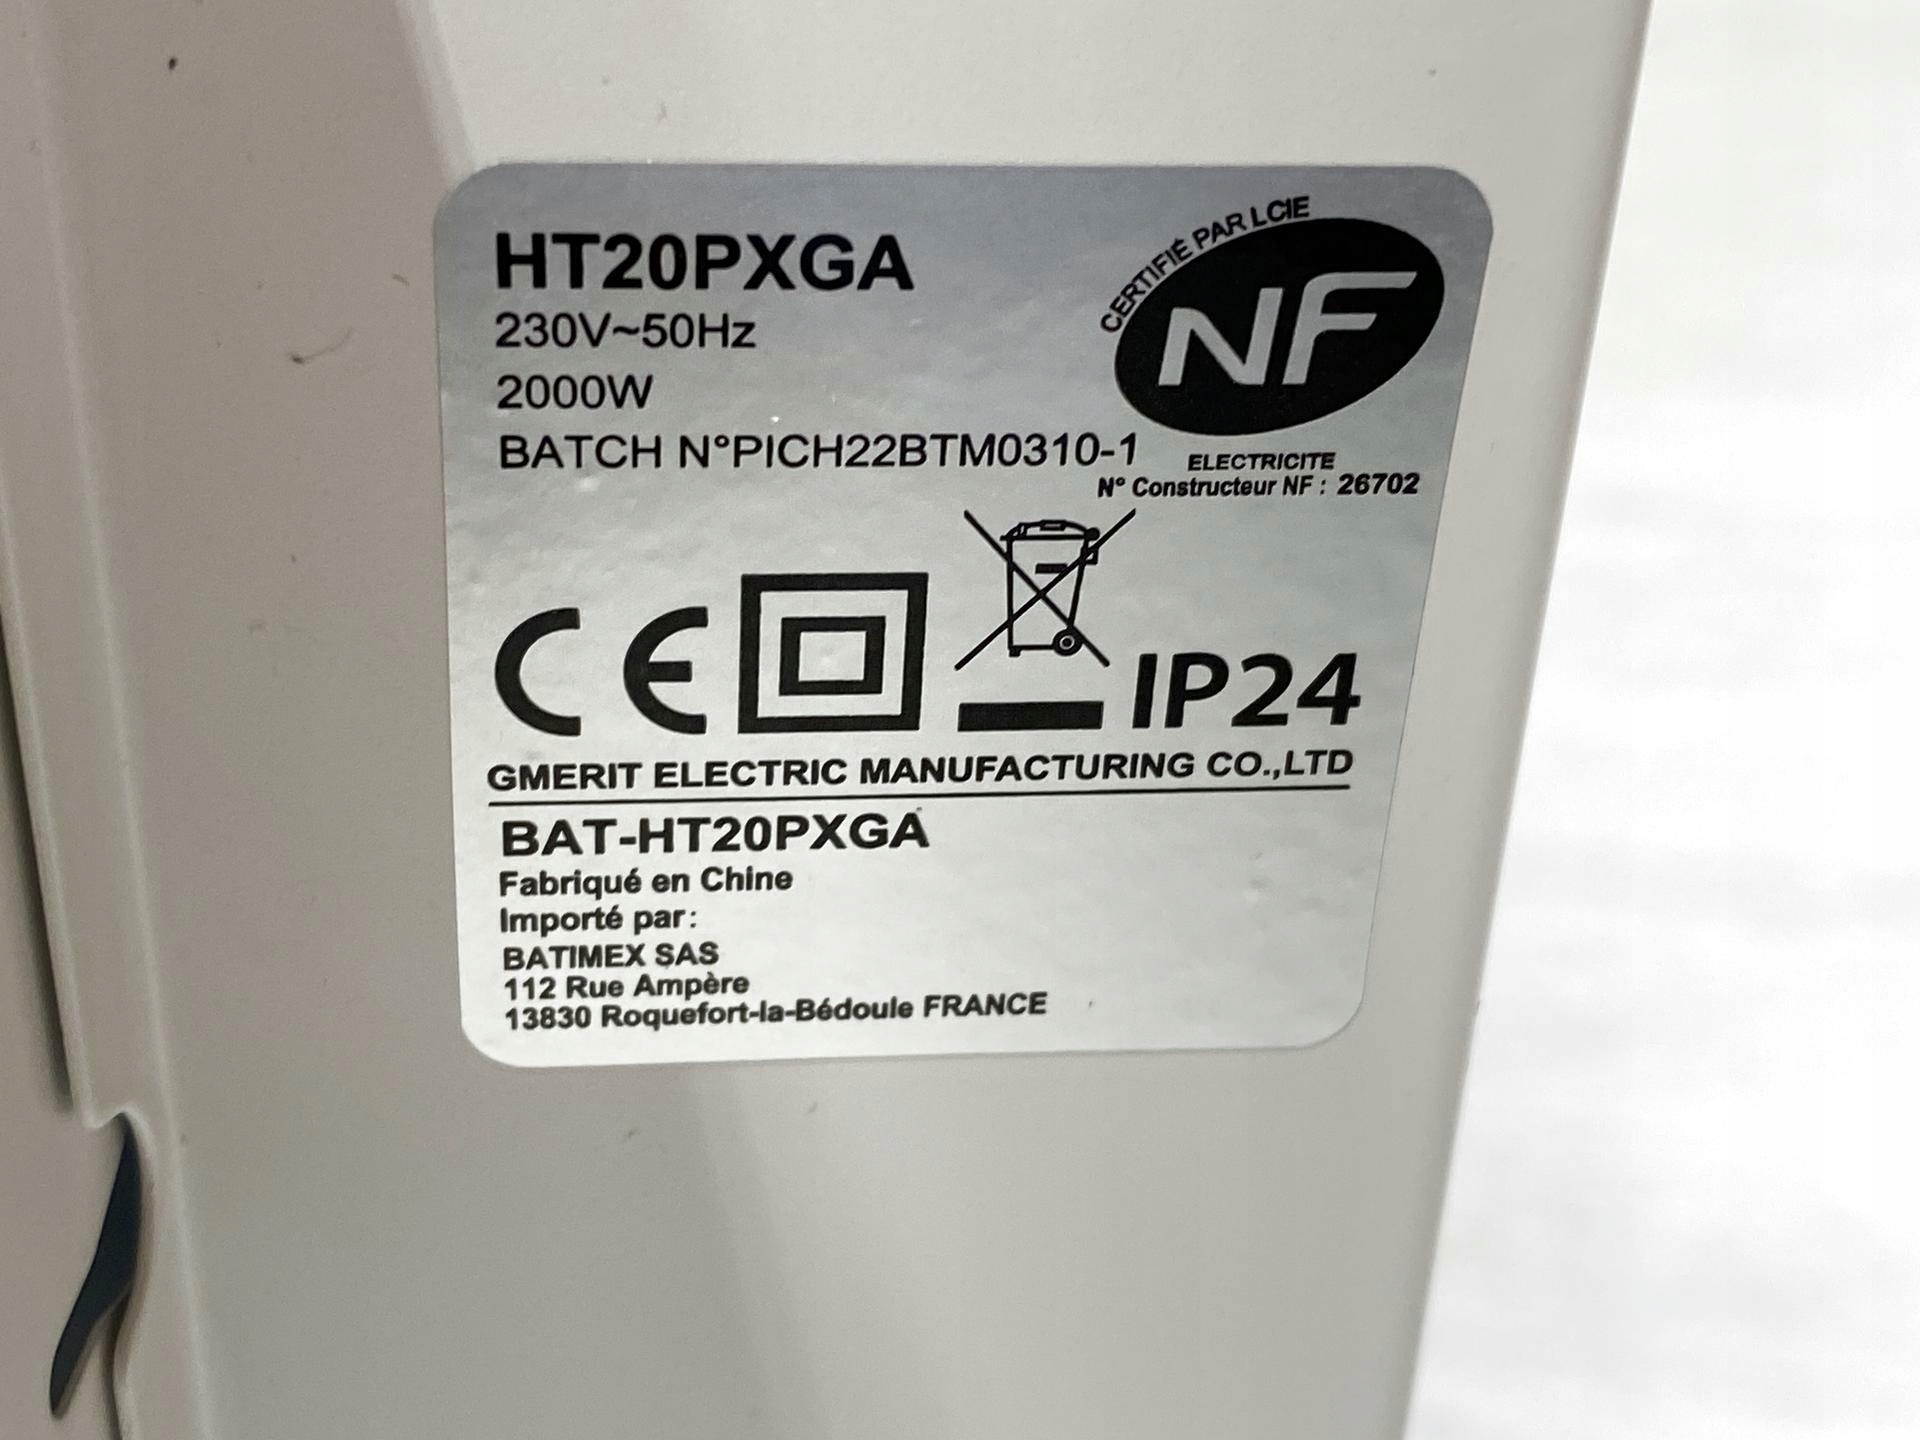 HT20PXGA
230V~50Hz
2000W
BATCH N°PICH22BTM0310-1
CERTIFIÉ PAR LCIE
NF
ELECTRICITE
N° Constructeur NF : 26702
CE
IP24
GMERIT ELECTRIC MANUFACTURING CO.,LTD
BAT-HT20PXGA
Fabriqué en Chine
Importé par:
BATIMEX SAS
112 Rue Ampère
13830 Roquefort-la-Bédoule FRANCE